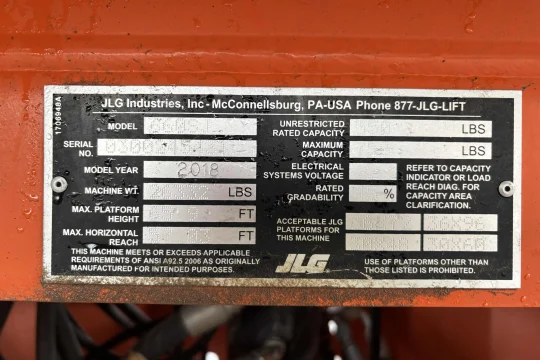 JLG Industries, Inc - McConnellsburg, PA-USA Phone 877-JLG-LIFT
1706948A
MODEL
SERIAL NO.
MODEL YEAR 2018
MACHINE WT. LBS
MAX. PLATFORM HEIGHT FT
MAX. HORIZONTAL REACH FT
THIS MACHINE MEETS OR EXCEEDS APPLICABLE
REQUIREMENTS OF ANSI A92.5 2006 AS ORIGINALLY
MANUFACTURED FOR INTENDED PURPOSES.
UNRESTRICTED RATED CAPACITY LBS
MAXIMUM CAPACITY LBS
ELECTRICAL SYSTEMS VOLTAGE
RATED GRADABILITY %
REFER TO CAPACITY
INDICATOR OR LOAD
REACH DIAG. FOR
CAPACITY AREA
CLARIFICATION.
ACCEPTABLE JLG
PLATFORMS FOR
THIS MACHINE
36X96
30X60
JLG
USE OF PLATFORMS OTHER THAN
THOSE LISTED IS PROHIBITED.